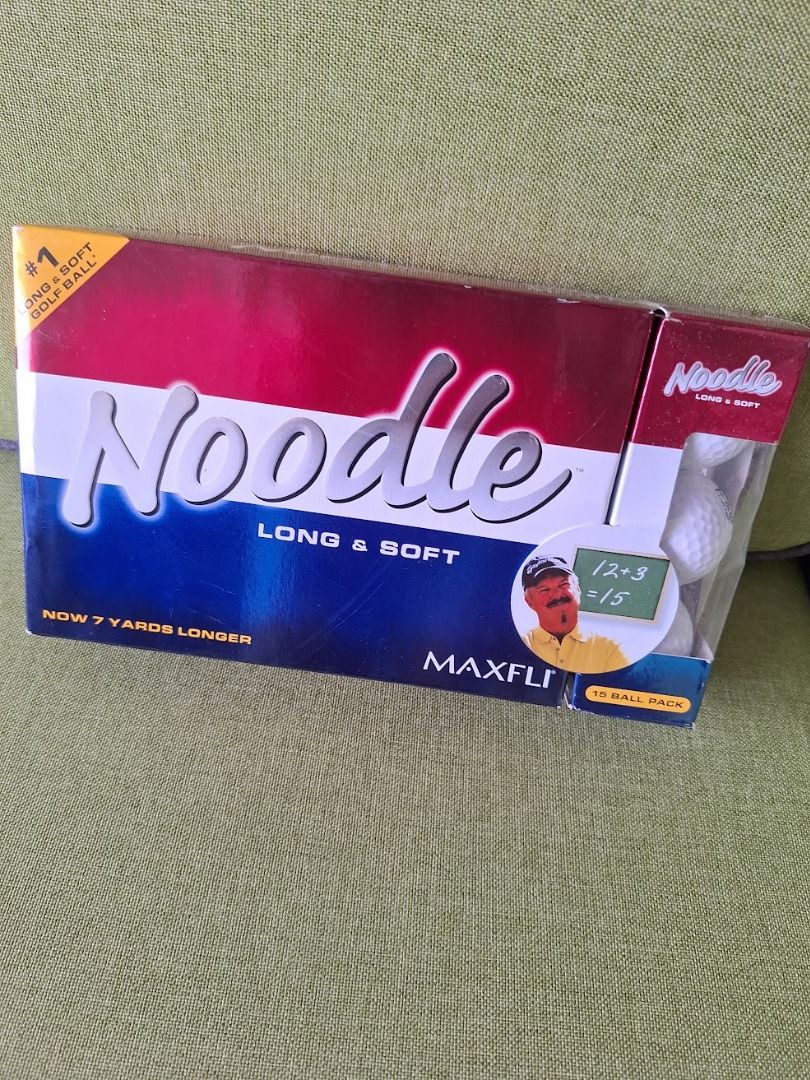 #1
LONG & SOFT
GOLF BALL*
Noodle™
LONG & SOFT
NOW 7 YARDS LONGER
MAXFLI®
12+3
=15
Noodle
LONG & SOFT
15 BALL PACK